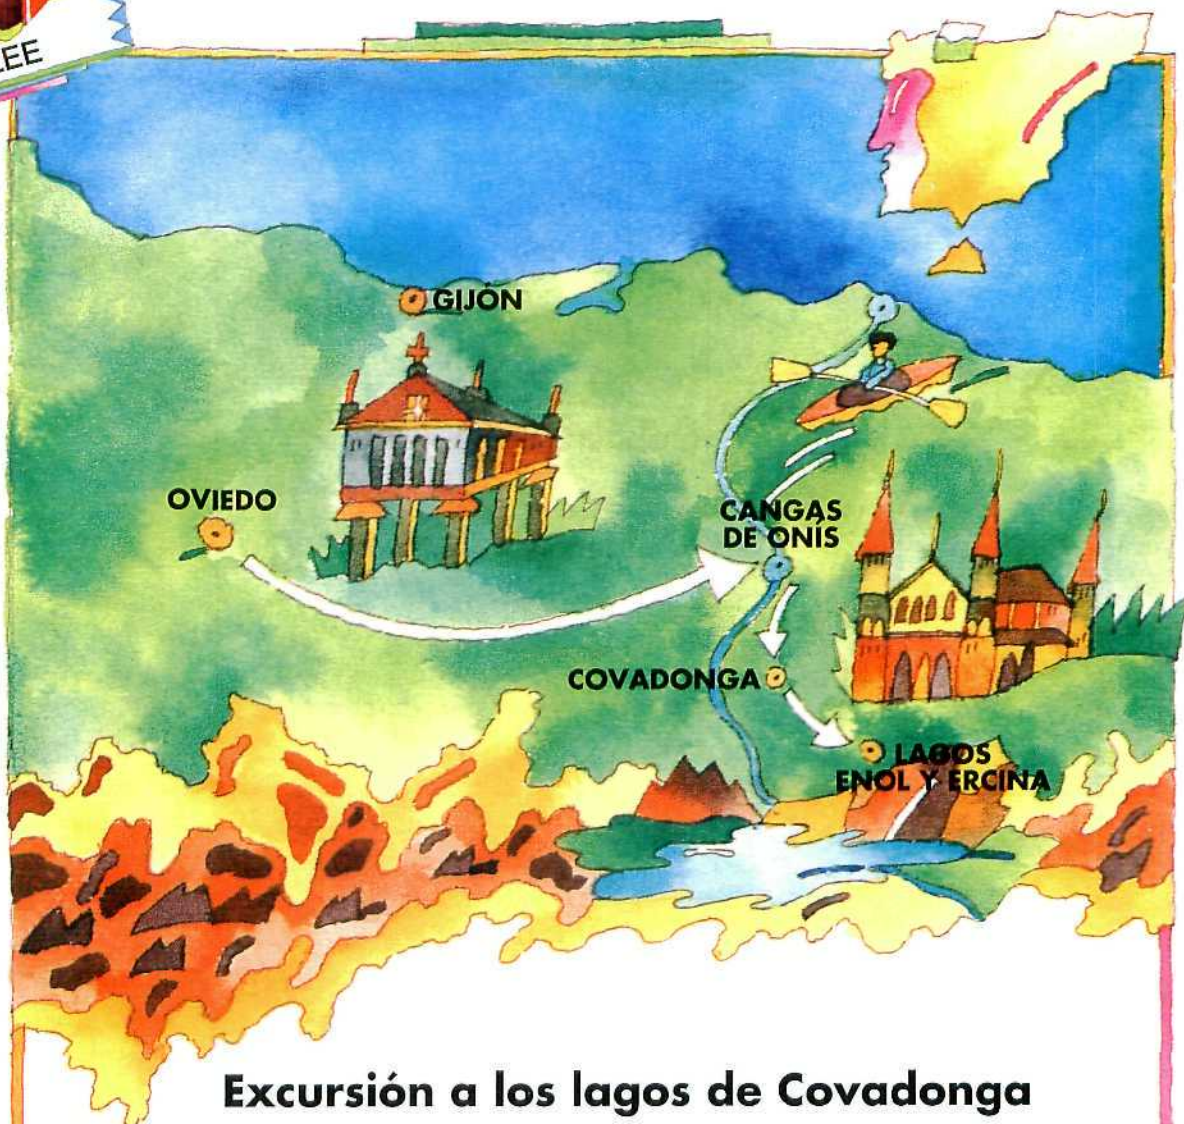 GIJÓN
OVIEDO
CANGAS
DE ONÍS
COVADONGA
LAGOS
ENOL Y ERCINA
Excursión a los lagos de Covadonga